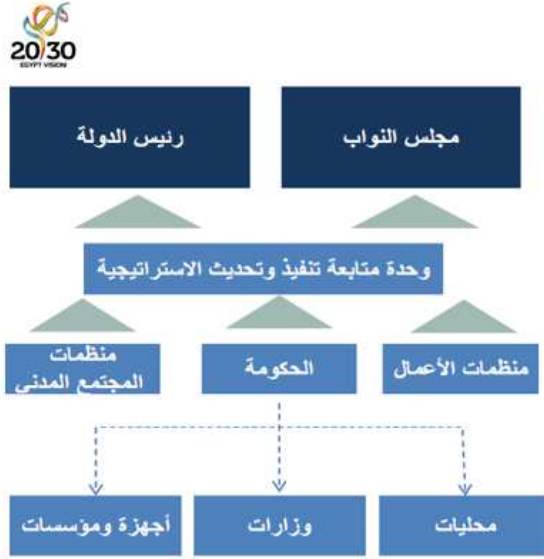 20/30
EGYPT VISION
مجلس النواب
رئيس الدولة
وحدة متابعة تنفيذ وتحديث الاستراتيجية
منظمات الأعمال
الحكومة
منظمات
المجتمع المدني
محليات
وزارات
أجهزة ومؤسسات